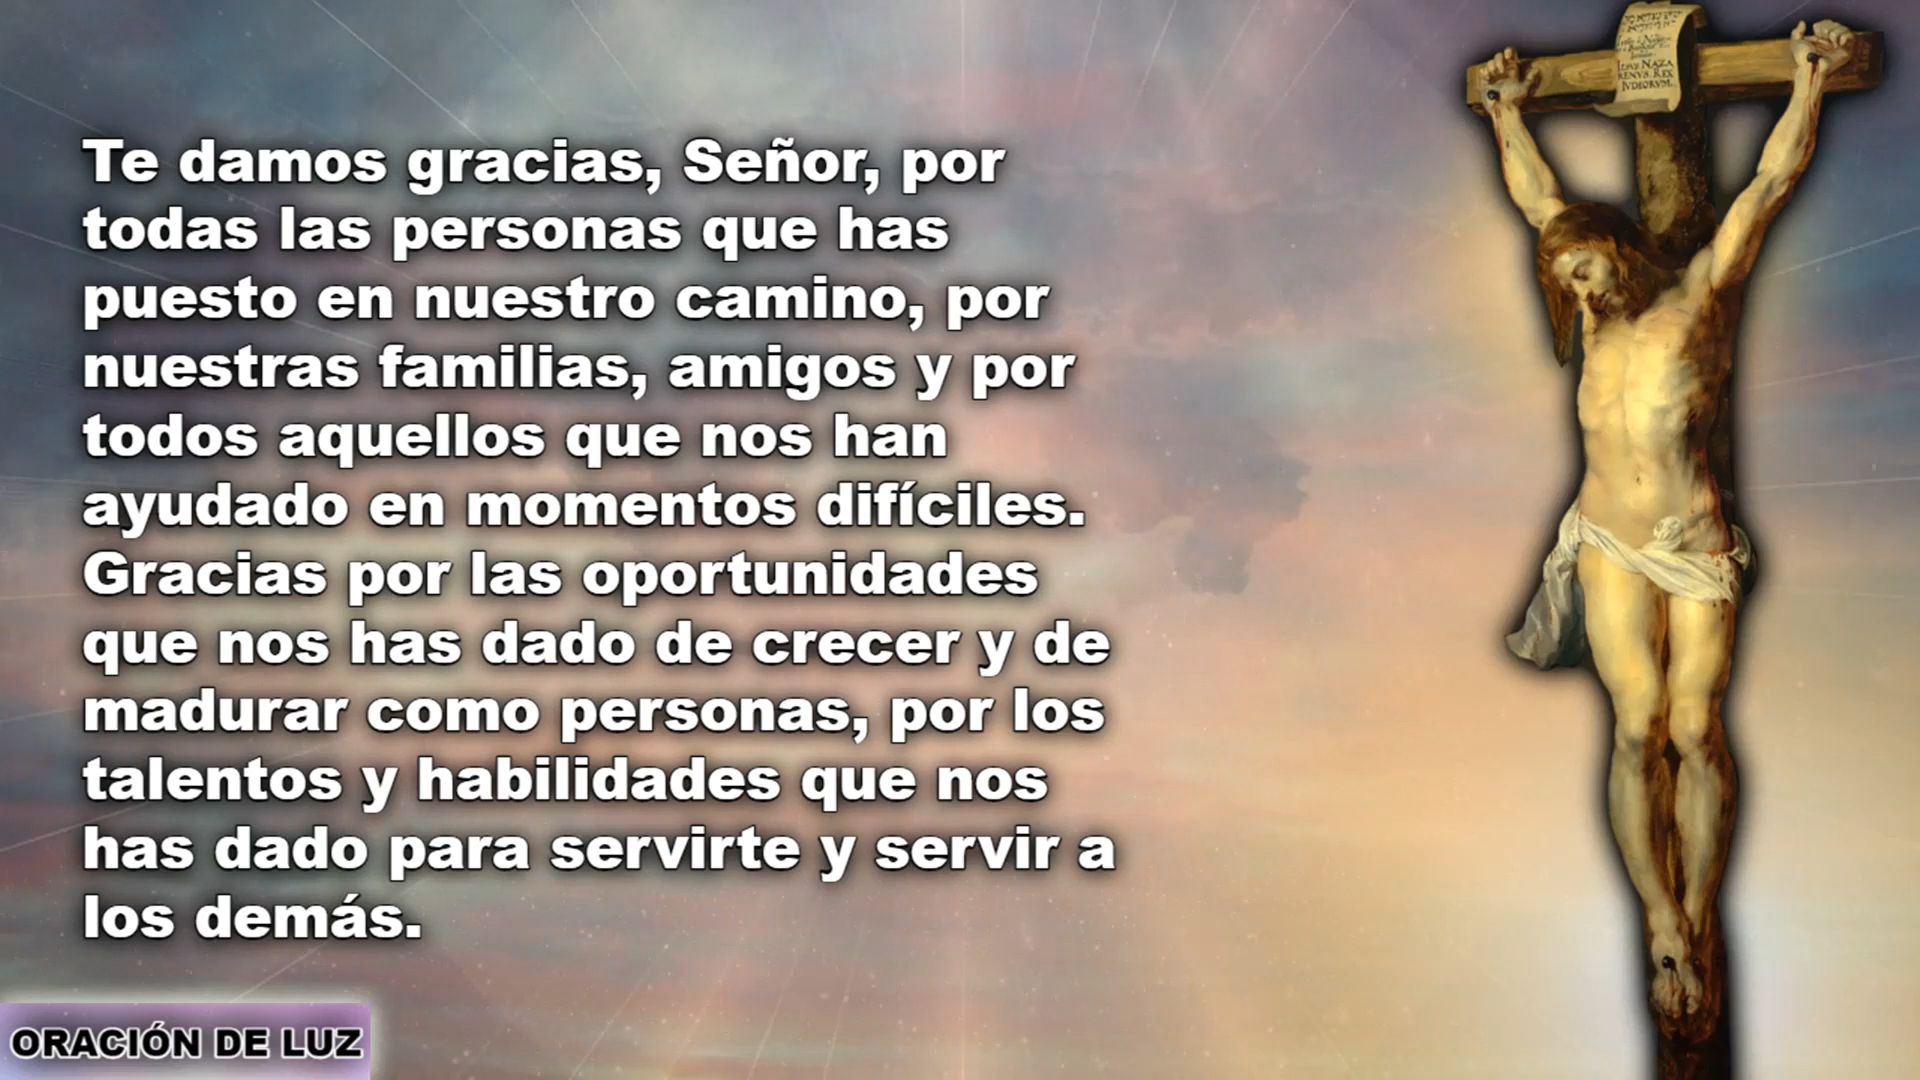 Te damos gracias, Señor, por
todas las personas que has
puesto en nuestro camino, por
nuestras familias, amigos y por
todos aquellos que nos han
ayudado en momentos difíciles.
Gracias por las oportunidades
que nos has dado de crecer y de
madurar como personas, por los
talentos y habilidades que nos
has dado para servirte y servir a
los demás.
ORACIÓN DE LUZ